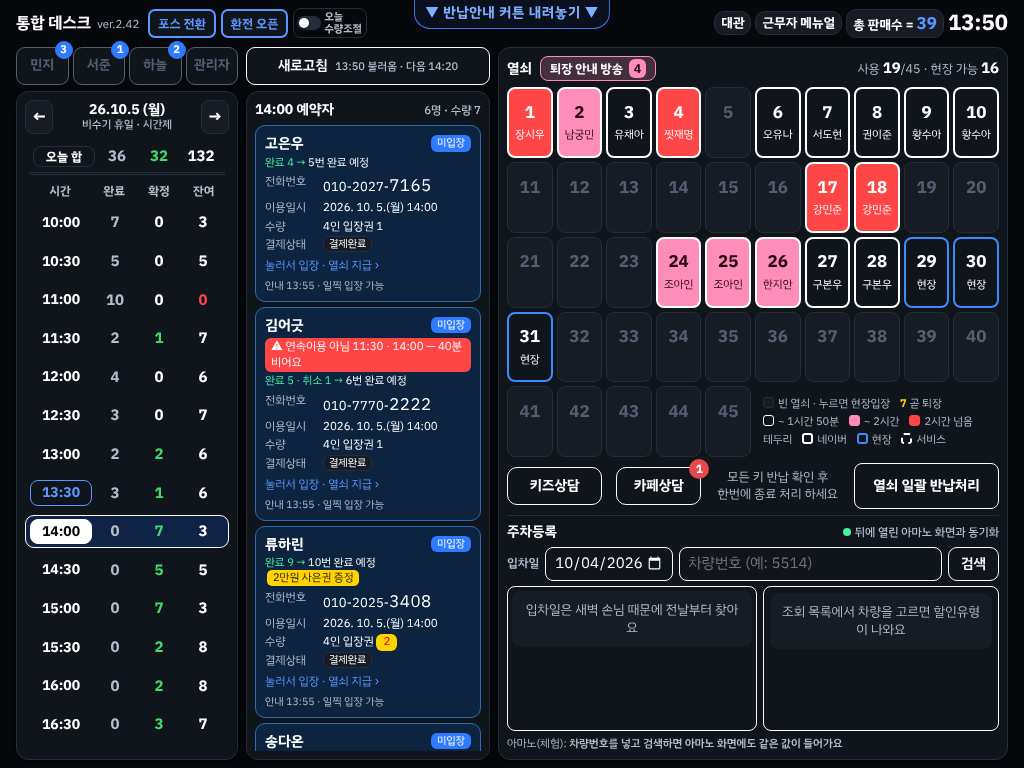 통합 데스크 ver.2.42 포스 전환 환전 오픈 오늘 수량조절 ▼ 반납안내 커튼 내려놓기 ▼ 대관 근무자 메뉴얼 총 판매수 = 39 13:50
민지 3 서준 1 하늘 2 관리자
← 26.10.5 (월) →
비수기 휴일 · 시간제
오늘 합 36 32 132
시간 완료 확정 잔여
10:00 7 0 3
10:30 5 0 5
11:00 10 0 0
11:30 2 1 7
12:00 4 0 6
12:30 3 0 7
13:00 2 2 6
13:30 3 1 6
14:00 0 7 3
14:30 0 5 5
15:00 0 7 3
15:30 0 2 8
16:00 0 2 8
16:30 0 3 7
새로고침 13:50 불러옴 · 다음 14:20
14:00 예약자 6명 · 수량 7
고은우 미입장
완료 4 → 5번 완료 예정
전화번호 010-2027-7165
이용일시 2026. 10. 5.(월) 14:00
수량 4인 입장권 1
결제상태 결제완료
눌러서 입장 · 열쇠 지급 ›
안내 13:55 · 일찍 입장 가능
김어긋 미입장
⚠ 연속이용 아님 11:30 · 14:00 — 40분
비어요
완료 5 · 취소 1 → 6번 완료 예정
전화번호 010-7770-2222
이용일시 2026. 10. 5.(월) 14:00
수량 4인 입장권 1
결제상태 결제완료
눌러서 입장 · 열쇠 지급 ›
안내 13:55 · 일찍 입장 가능
류하린 미입장
완료 9 → 10번 완료 예정
2만원 사은권 증정
전화번호 010-2025-3408
이용일시 2026. 10. 5.(월) 14:00
수량 4인 입장권 2
결제상태 결제완료
눌러서 입장 · 열쇠 지급 ›
안내 13:55 · 일찍 입장 가능
송다온 미입장
열쇠 퇴장 안내 방송 4 사용 19/45 · 현장 가능 16
1 2 3 4 5 6 7 8 9 10
장시우 남궁민 유채아 찟재명 오유나 서도현 권이준 황수아 황수아
11 12 13 14 15 16 17 18 19 20
강민준 강민준
21 22 23 24 25 26 27 28 29 30
조아인 조아인 한지안 구본우 구본우 현장 현장
31 32 33 34 35 36 37 38 39 40
현장
41 42 43 44 45
빈 열쇠 · 누르면 현장입장 7 곧 퇴장
~ 1시간 50분 ~ 2시간 2시간 넘음
테두리 네이버 현장 서비스
키즈상담 카페상담 1 모든 키 반납 확인 후
한번에 종료 처리 하세요 열쇠 일괄 반납처리
주차등록 뒤에 열린 아마노 화면과 동기화
입차일 10/04/2026 차량번호 (예: 5514) 검색
입차일은 새벽 손님 때문에 전날부터 찾아
요
조회 목록에서 차량을 고르면 할인유형
이 나와요
아마노(체험): 차량번호를 넣고 검색하면 아마노 화면에도 같은 값이 들어가요